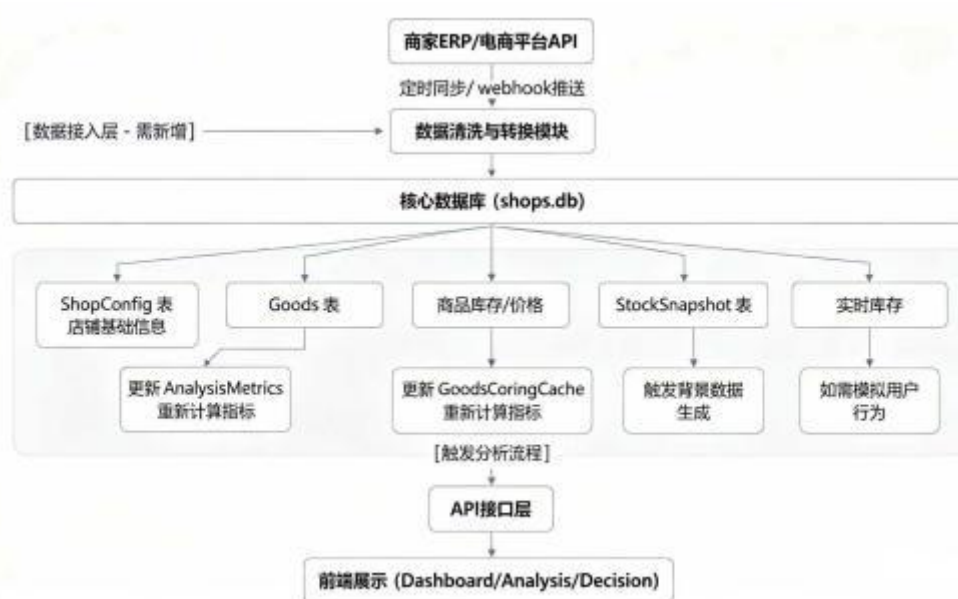 商家ERP/电商平台API
定时同步/ webhook推送
[数据接入层 - 需新增]
数据清洗与转换模块
核心数据库 (shops.db)
ShopConfig 表
店铺基础信息
Goods 表
商品库存/价格
StockSnapshot 表
实时库存
更新 AnalysisMetrics
重新计算指标
更新 GoodsCoringCache
重新计算指标
触发背景数据
生成
如需模拟用户
行为
[触发分析流程]
API接口层
前端展示 (Dashboard/Analysis/Decision)